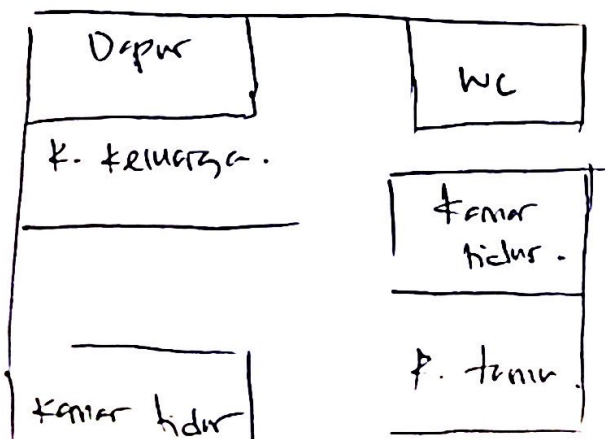 Dapur
WC
K. Keluarga.
Kamar
tidur.
R. tamu
Kamar tidur